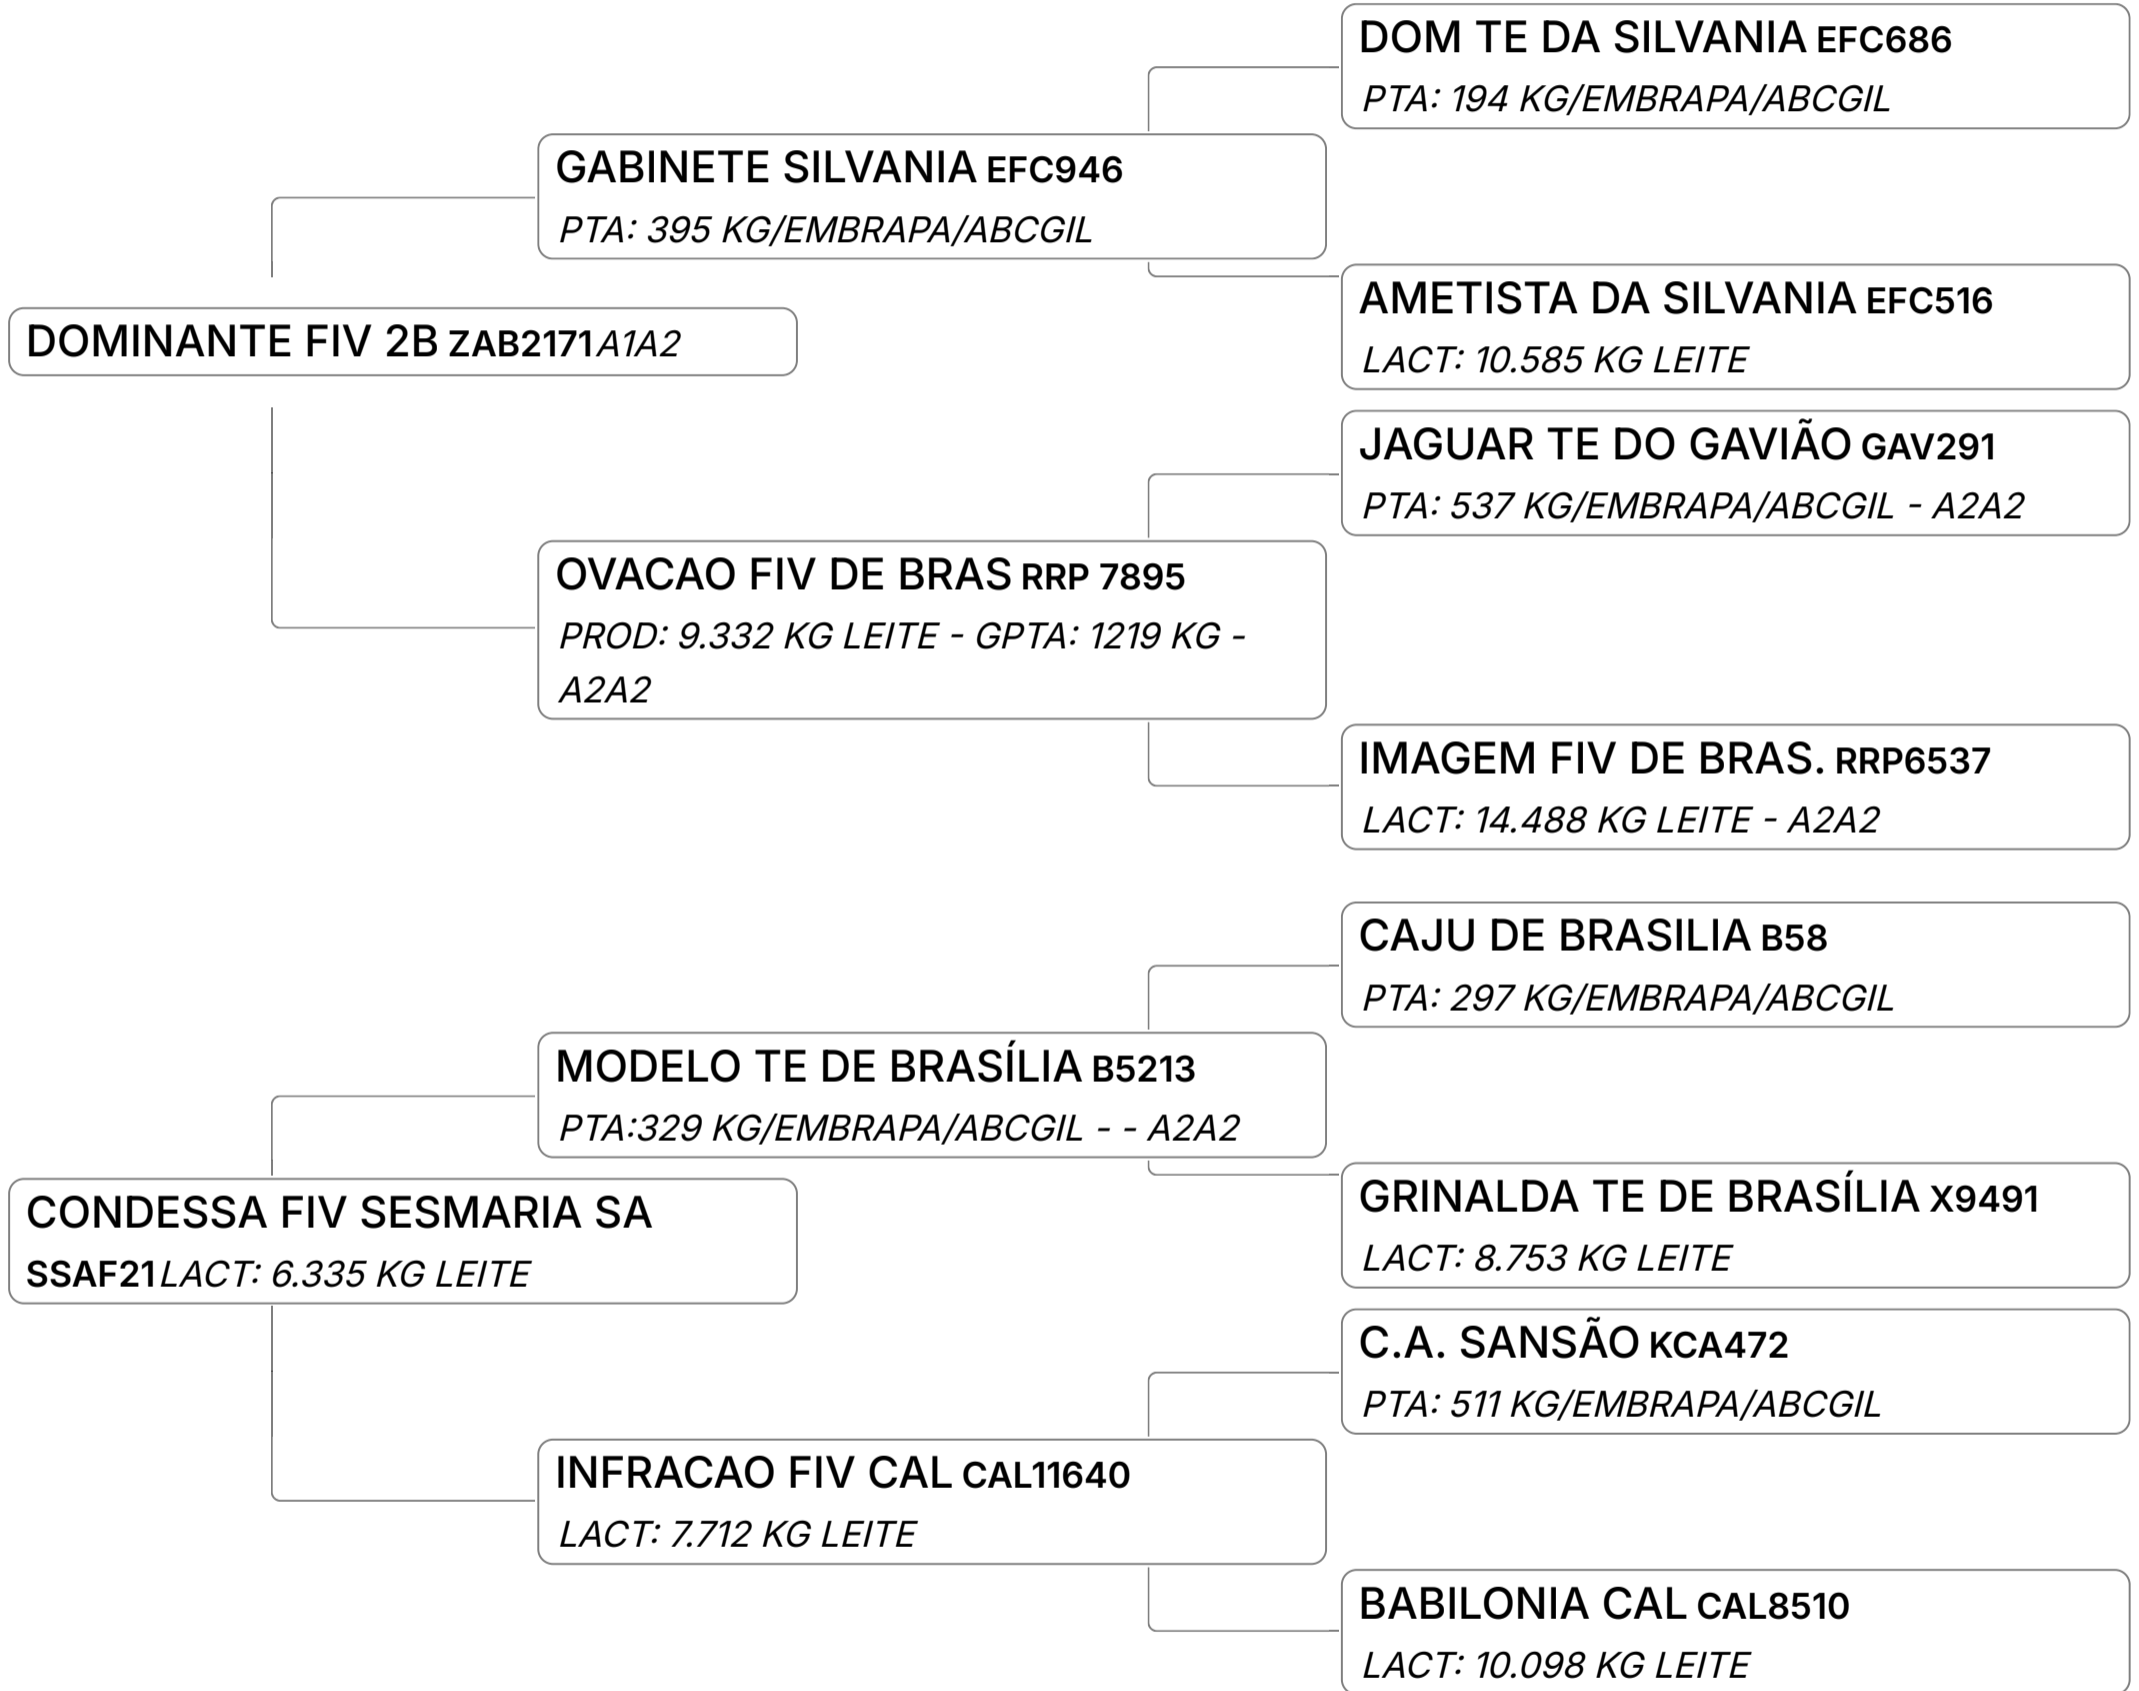 DOM TE DA SILVANIA EFC686
PTA: 194 KG/EMBRAPA/ABCGIL
GABINETE SILVANIA EFC946
PTA: 395 KG/EMBRAPA/ABCGIL
AMETISTA DA SILVANIA EFC516
LACT: 10.585 KG LEITE
DOMINANTE FIV 2B ZAB2171 A1A2
JAGUAR TE DO GAVIÃO GAV291
PTA: 537 KG/EMBRAPA/ABCGIL - A2A2
OVACAO FIV DE BRAS RRP 7895
PROD: 9.332 KG LEITE - GPTA: 1219 KG -
A2A2
IMAGEM FIV DE BRAS. RRP6537
LACT: 14.488 KG LEITE - A2A2
CAJU DE BRASILIA B58
PTA: 297 KG/EMBRAPA/ABCGIL
MODELO TE DE BRASÍLIA B5213
PTA:329 KG/EMBRAPA/ABCGIL - - A2A2
GRINALDA TE DE BRASÍLIA X9491
LACT: 8.753 KG LEITE
CONDESSA FIV SESMARIA SA
SSAF21 LACT: 6.335 KG LEITE
C.A. SANSÃO KCA472
PTA: 511 KG/EMBRAPA/ABCGIL
INFRACAO FIV CAL CAL11640
LACT: 7.712 KG LEITE
BABILONIA CAL CAL8510
LACT: 10.098 KG LEITE